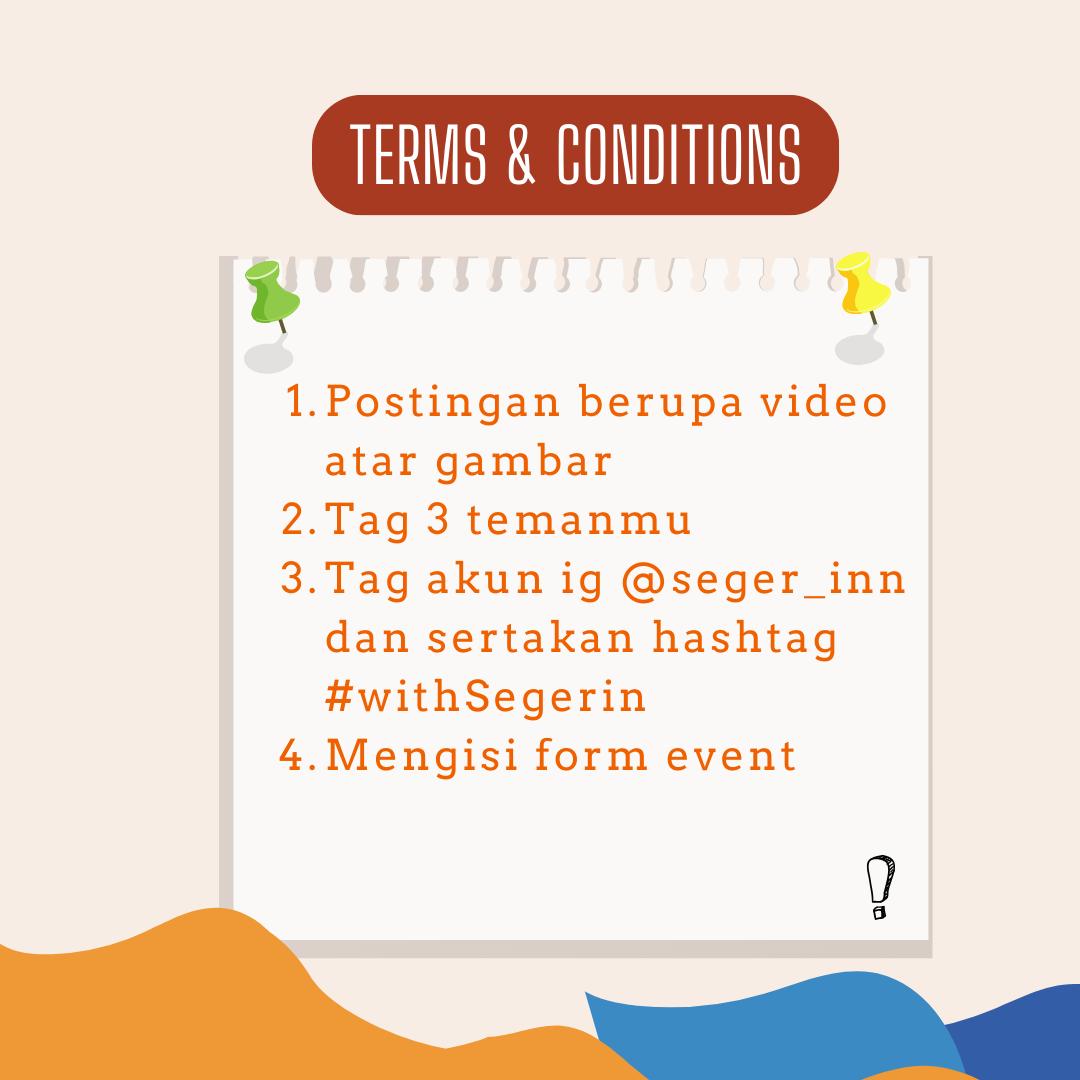 TERMS & CONDITIONS
1. Postingan berupa video
atar gambar
2. Tag 3 temanmu
3. Tag akun ig @seger_inn
dan sertakan hashtag
#withSegerin
4. Mengisi form event
!